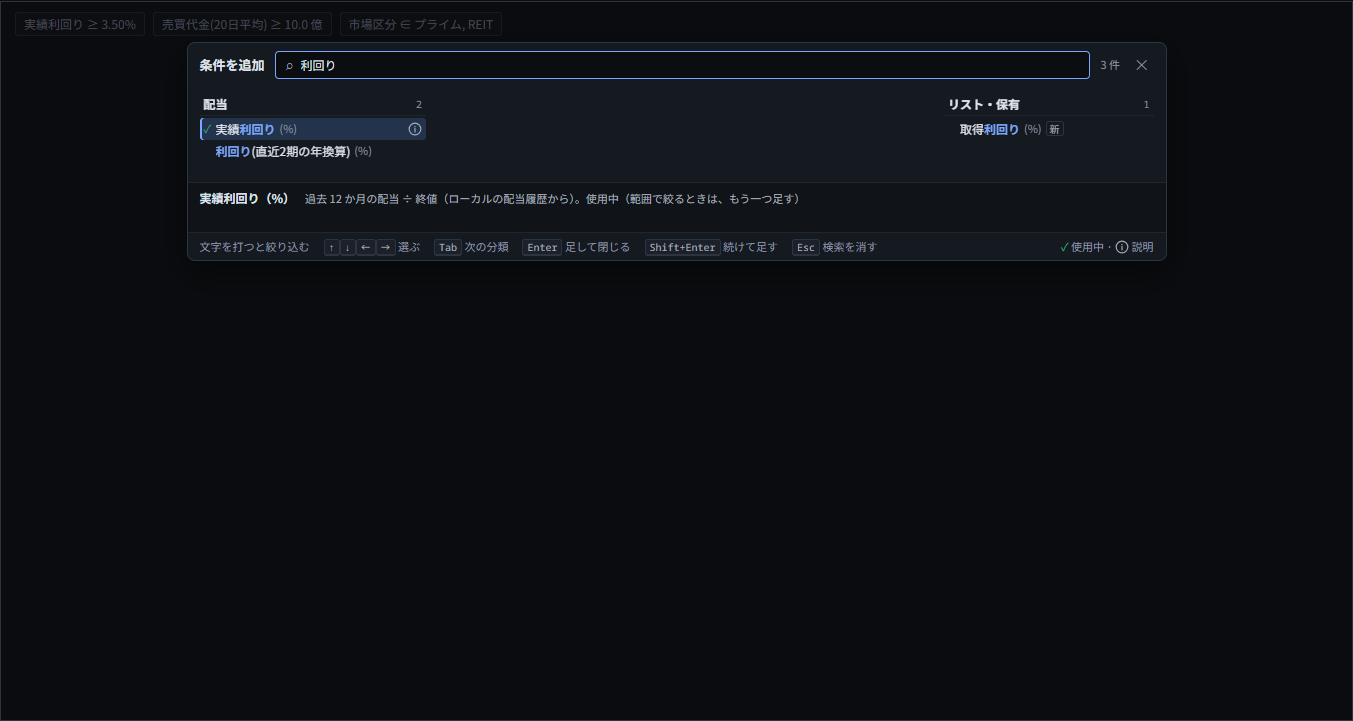 実績利回り ≥ 3.50% 売買代金(20日平均) ≥ 10.0 億 市場区分 ∈ プライム, REIT
条件を追加 ⌕ 利回り 3 件 ×
配当 2 リスト・保有 1
✓ 実績利回り (%) ⓘ 取得利回り (%) 新
利回り(直近2期の年換算) (%)
実績利回り（%） 過去 12 か月の配当 ÷ 終値（ローカルの配当履歴から）。使用中（範囲で絞るときは、もう一つ足す）
文字を打つと絞り込む ↑ ↓ ← → 選ぶ Tab 次の分類 Enter 足して閉じる Shift+Enter 続けて足す Esc 検索を消す ✓ 使用中 · ⓘ 説明